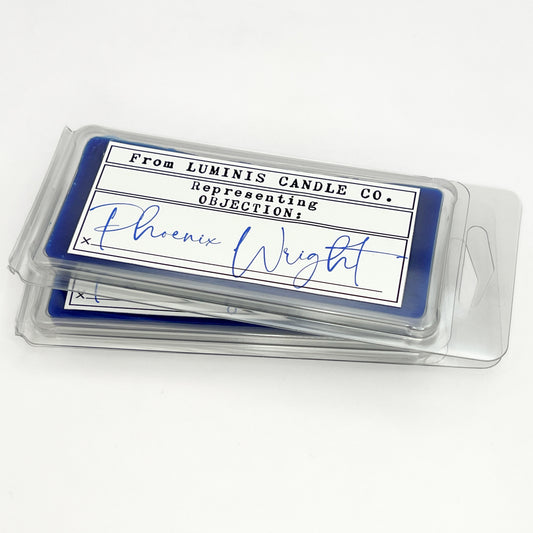 From LUMINIS CANDLE CO.
Representing
OBJECTION:
Phoenix Wright
x
x